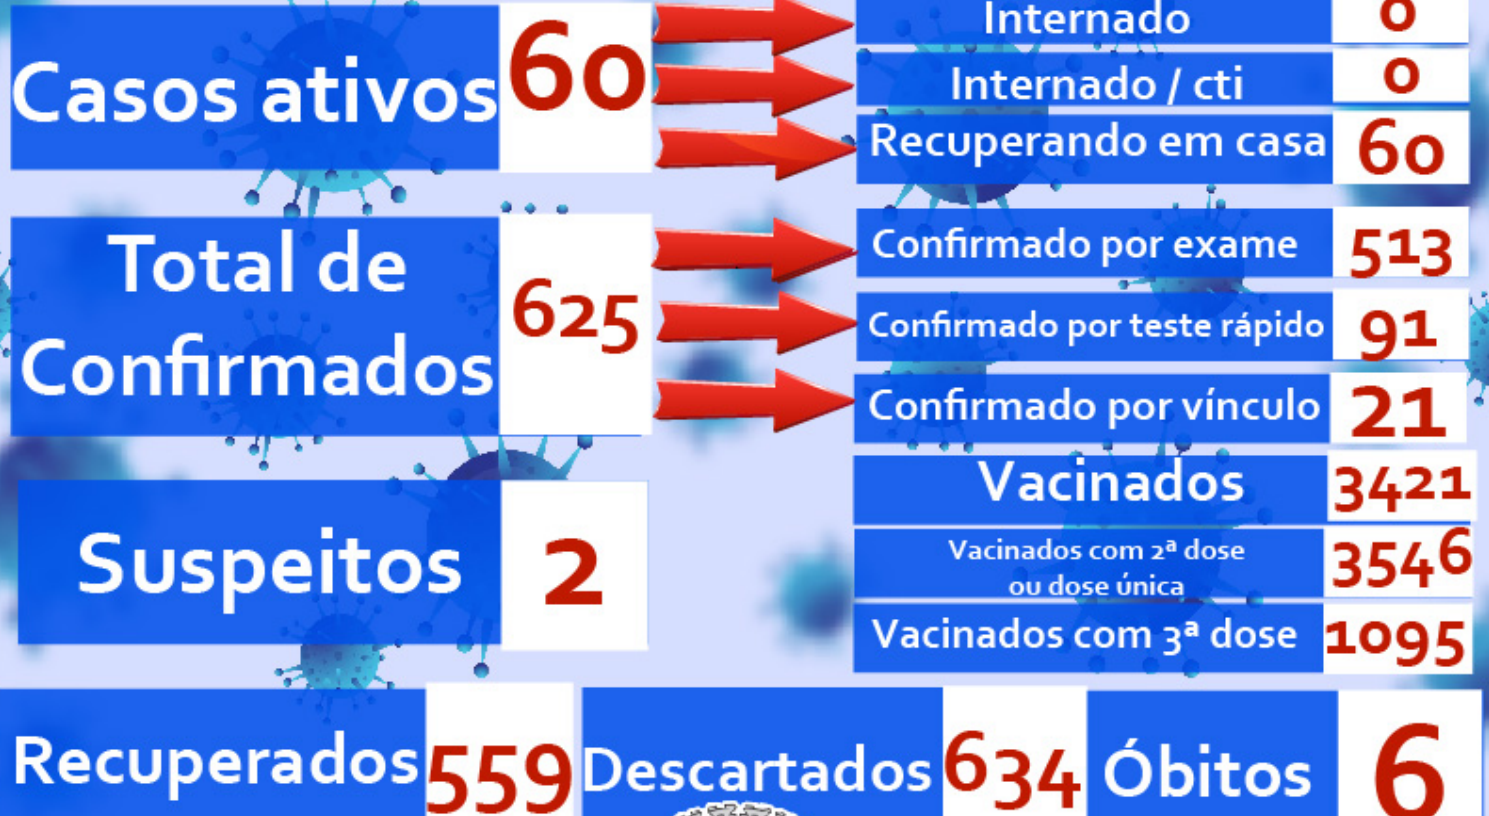 Casos ativos 60
Internado 0
Internado / cti 0
Recuperando em casa 60
Total de
Confirmados 625
Confirmado por exame 513
Confirmado por teste rápido 91
Confirmado por vínculo 21
Suspeitos 2
Vacinados 3421
Vacinados com 2ª dose
ou dose única 3546
Vacinados com 3ª dose 1095
Recuperados 559 Descartados 634 Óbitos 6